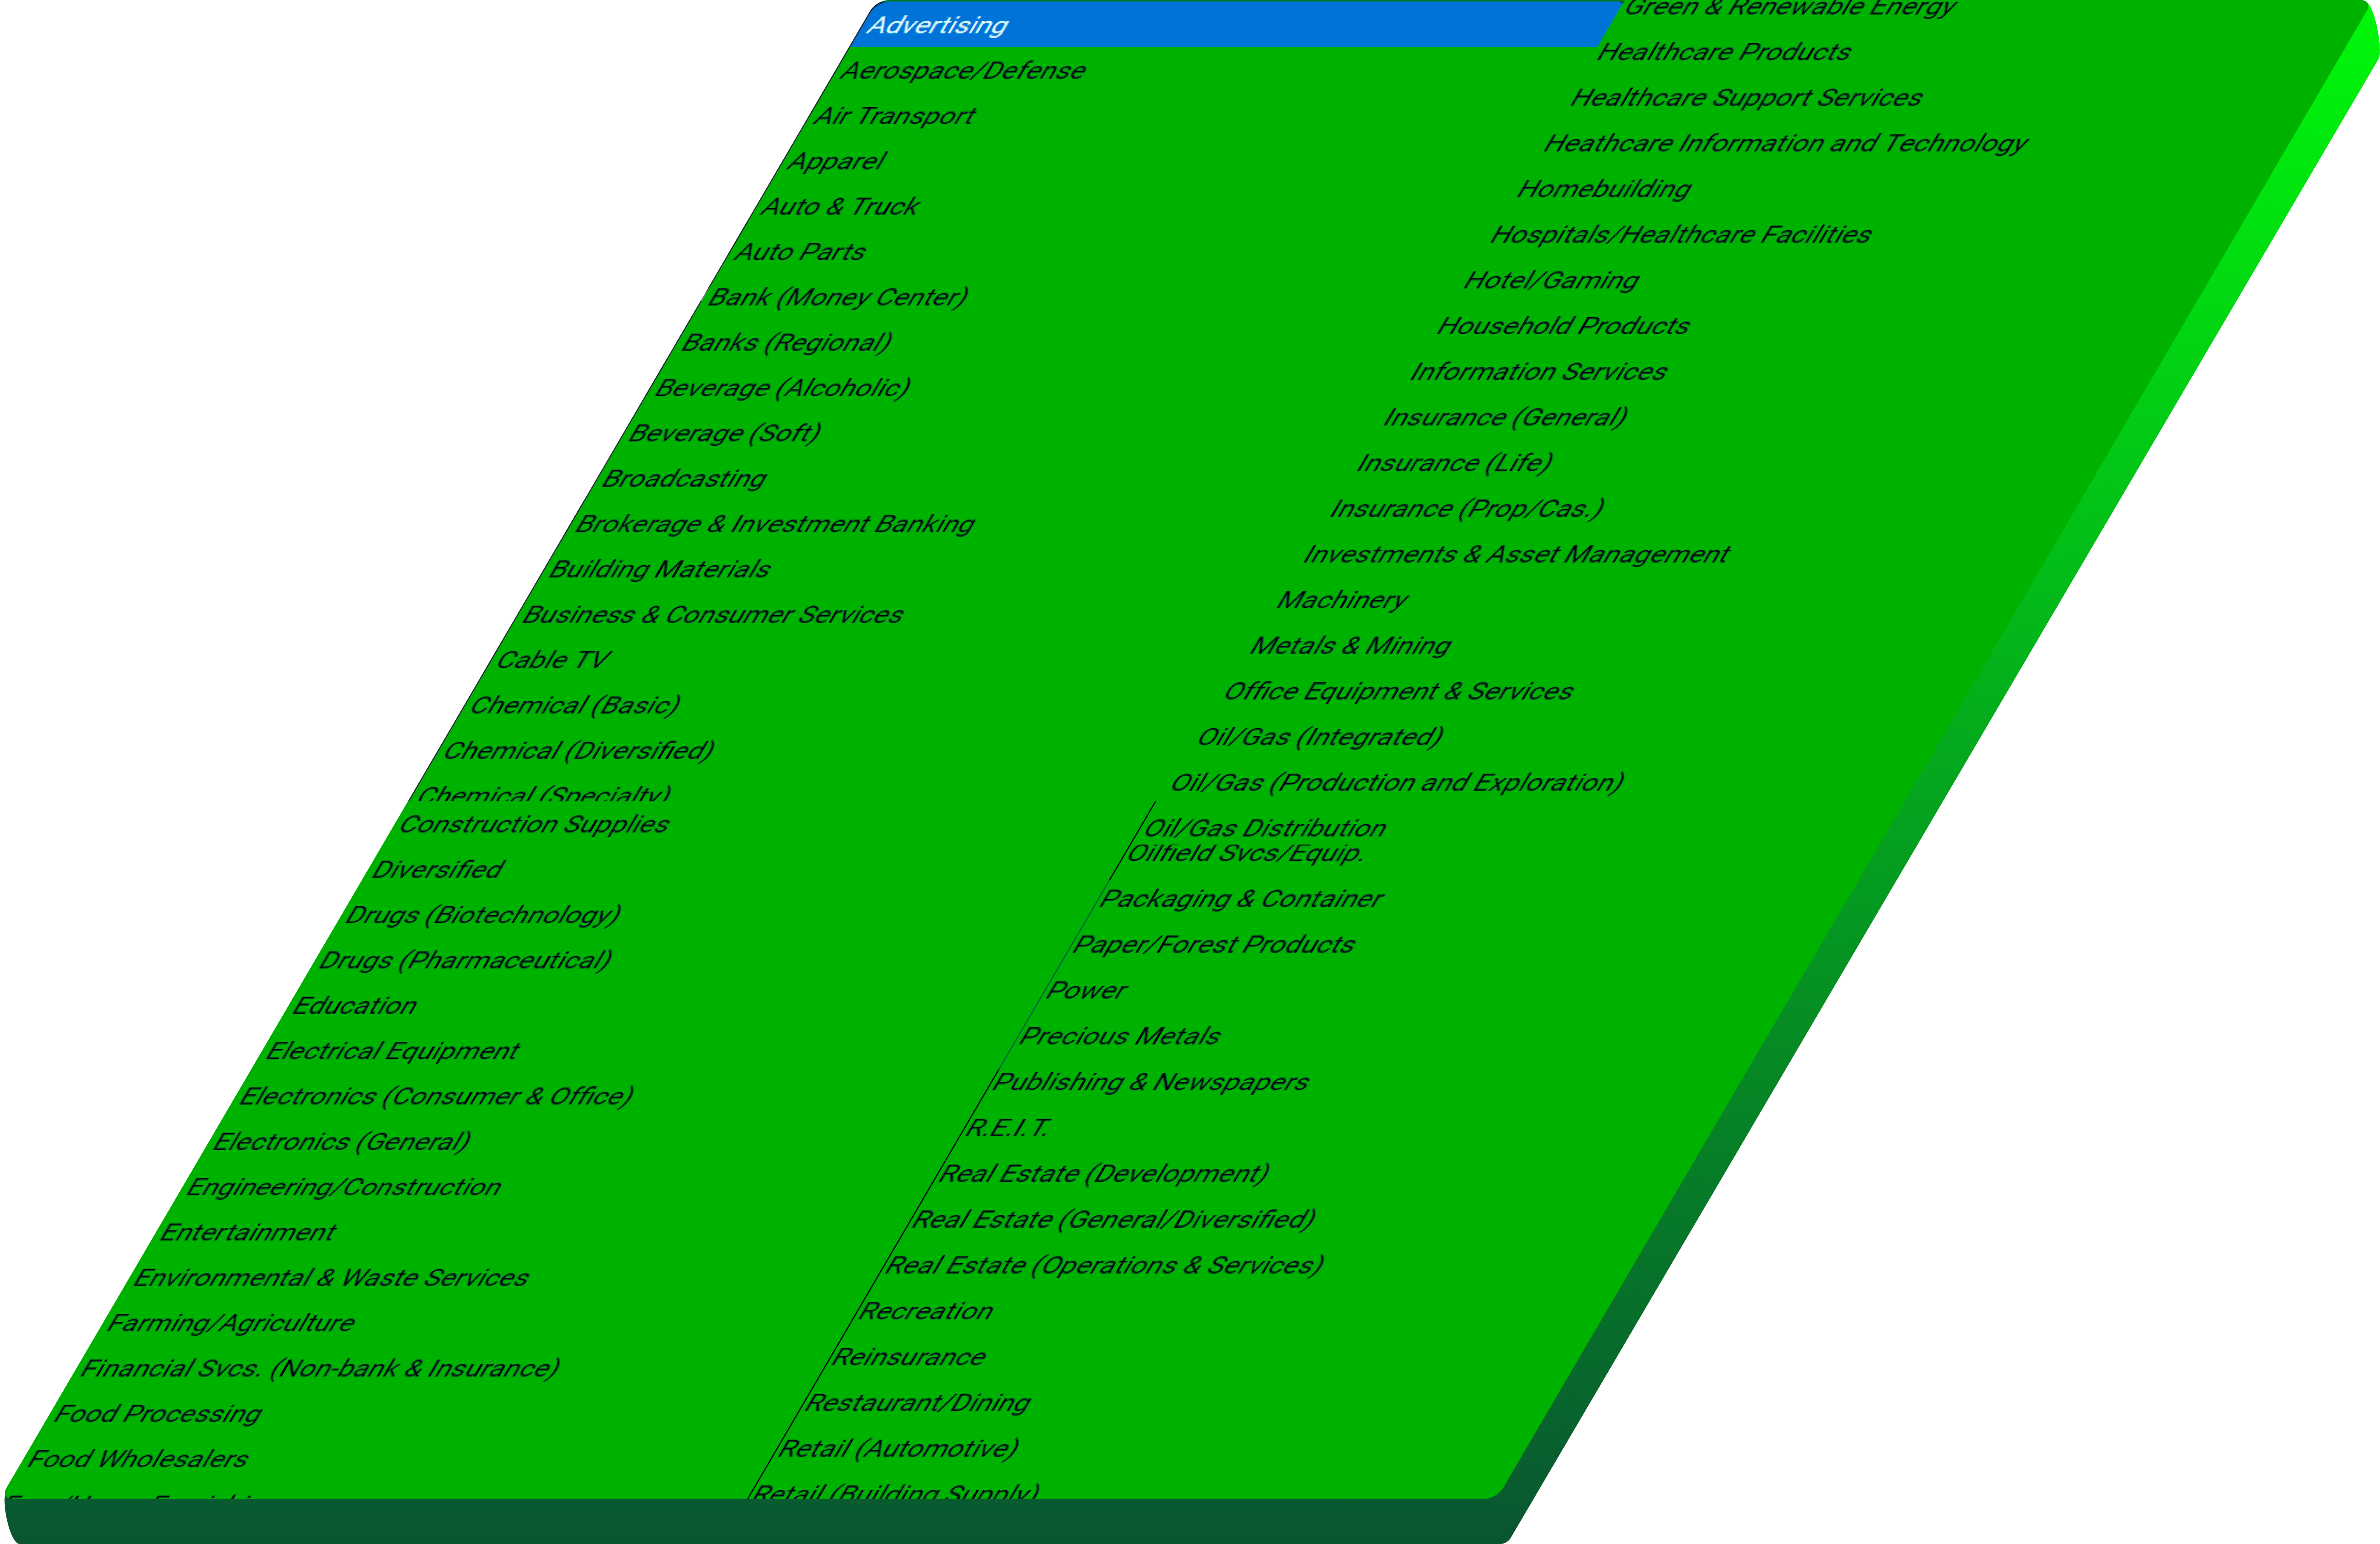 Advertising
Aerospace/Defense
Air Transport
Apparel
Auto & Truck
Auto Parts
Bank (Money Center)
Banks (Regional)
Beverage (Alcoholic)
Beverage (Soft)
Broadcasting
Brokerage & Investment Banking
Building Materials
Business & Consumer Services
Cable TV
Chemical (Basic)
Chemical (Diversified)
Chemical (Specialty)
Construction Supplies
Diversified
Drugs (Biotechnology)
Drugs (Pharmaceutical)
Education
Electrical Equipment
Electronics (Consumer & Office)
Electronics (General)
Engineering/Construction
Entertainment
Environmental & Waste Services
Farming/Agriculture
Financial Svcs. (Non-bank & Insurance)
Food Processing
Food Wholesalers
Green & Renewable Energy
Healthcare Products
Healthcare Support Services
Heathcare Information and Technology
Homebuilding
Hospitals/Healthcare Facilities
Hotel/Gaming
Household Products
Information Services
Insurance (General)
Insurance (Life)
Insurance (Prop/Cas.)
Investments & Asset Management
Machinery
Metals & Mining
Office Equipment & Services
Oil/Gas (Integrated)
Oil/Gas (Production and Exploration)
Oil/Gas Distribution
Oilfield Svcs/Equip.
Packaging & Container
Paper/Forest Products
Power
Precious Metals
Publishing & Newspapers
R.E.I.T.
Real Estate (Development)
Real Estate (General/Diversified)
Real Estate (Operations & Services)
Recreation
Reinsurance
Restaurant/Dining
Retail (Automotive)
Retail (Building Supply)